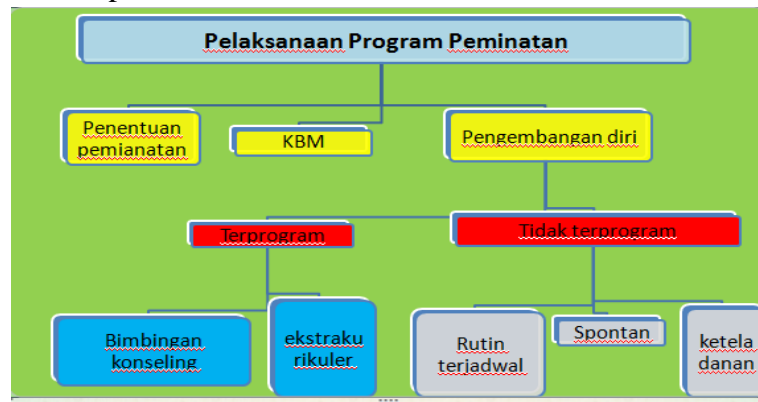 Pelaksanaan Program Peminatan
Penentuan
pemianatan
KBM
Pengembangan diri
Terprogram
Tidak terprogram
Bimbingan
konseling
ekstraku
rikuler
Rutin
terjadwal
Spontan
ketela
danan